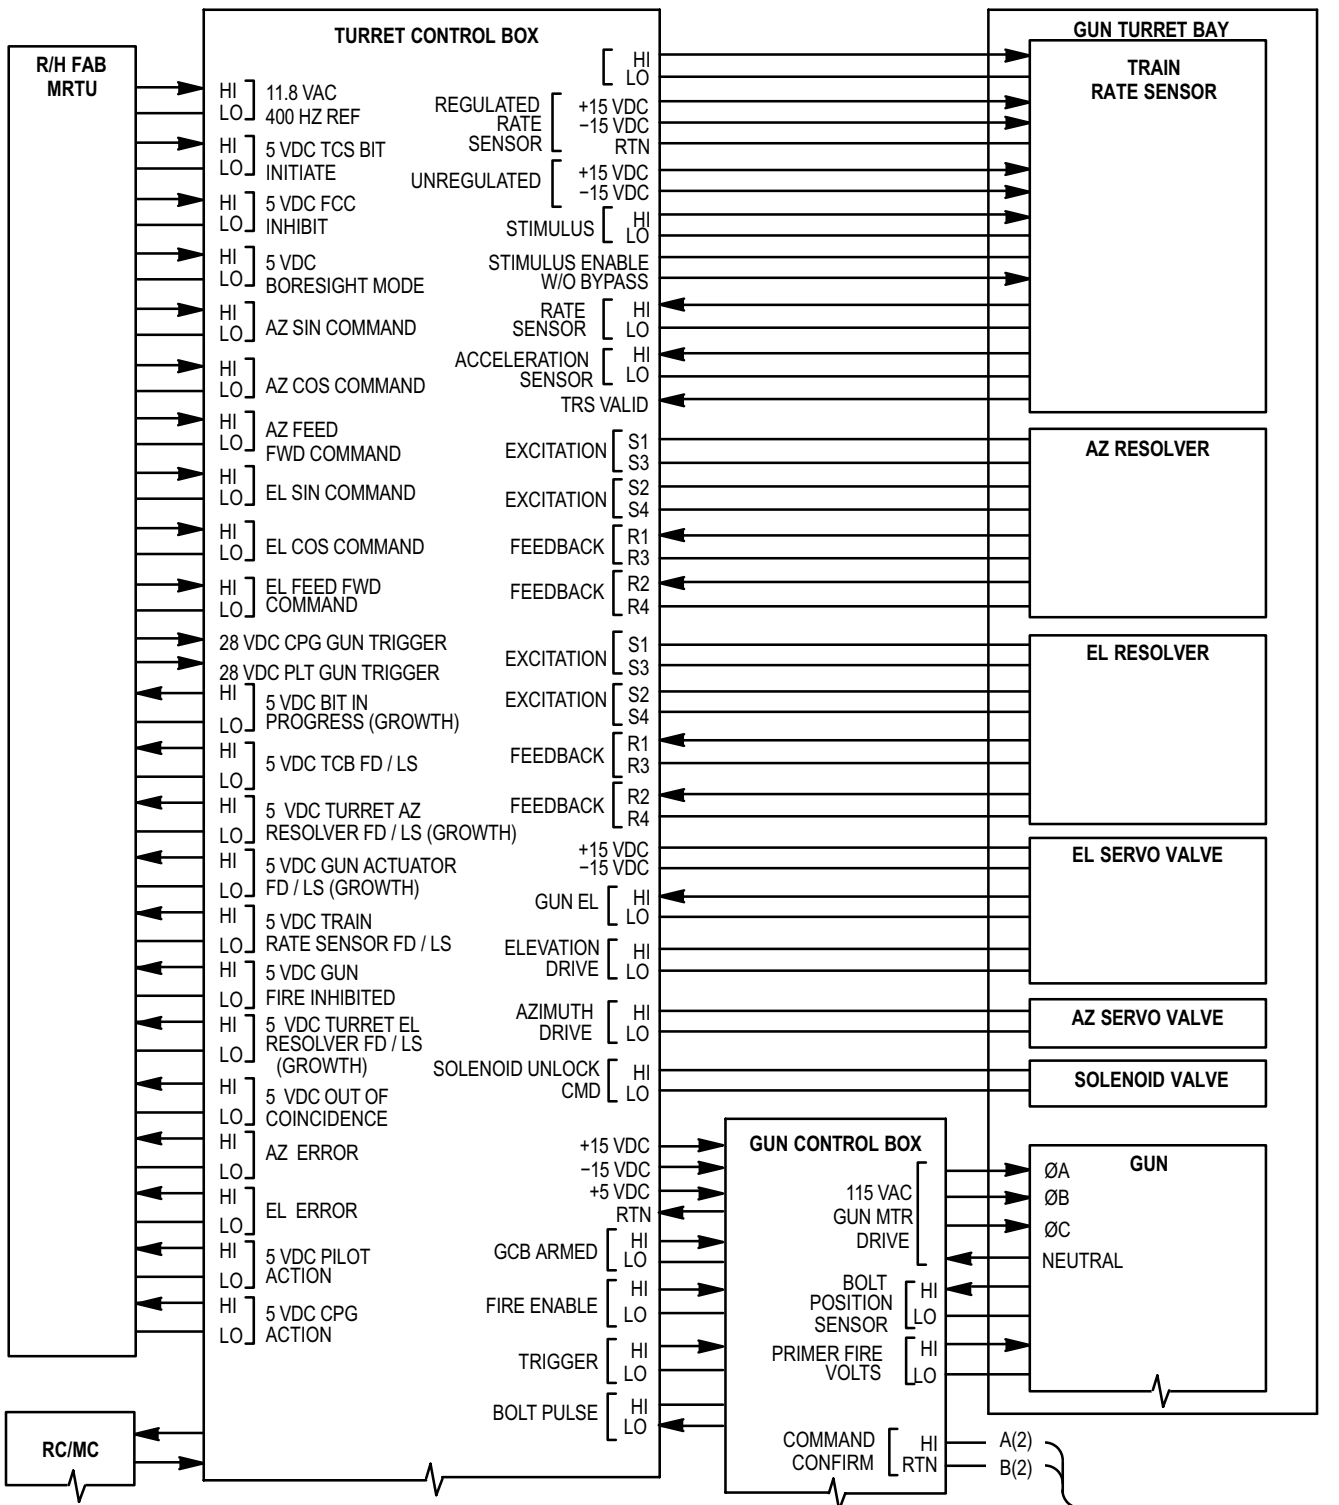 TURRET CONTROL BOX
GUN TURRET BAY
R/H FAB
MRTU
HI
LO
11.8 VAC
400 HZ REF
HI
LO
5 VDC TCS BIT
INITIATE
HI
LO
5 VDC FCC
INHIBIT
HI
LO
5 VDC
BORESIGHT MODE
HI
LO
AZ SIN COMMAND
HI
LO
AZ COS COMMAND
HI
LO
AZ FEED
FWD COMMAND
HI
LO
EL SIN COMMAND
HI
LO
EL COS COMMAND
HI
LO
EL FEED FWD
COMMAND
28 VDC CPG GUN TRIGGER
28 VDC PLT GUN TRIGGER
HI
LO
5 VDC BIT IN
PROGRESS (GROWTH)
HI
LO
5 VDC TCB FD / LS
HI
LO
5 VDC TURRET AZ
RESOLVER FD / LS (GROWTH)
HI
LO
5 VDC GUN ACTUATOR
FD / LS (GROWTH)
HI
LO
5 VDC TRAIN
RATE SENSOR FD / LS
HI
LO
5 VDC GUN
FIRE INHIBITED
HI
LO
5 VDC TURRET EL
RESOLVER FD / LS
(GROWTH)
HI
LO
5 VDC OUT OF
COINCIDENCE
HI
LO
AZ ERROR
HI
LO
EL ERROR
HI
LO
5 VDC PILOT
ACTION
HI
LO
5 VDC CPG
ACTION
RC/MC
HI
LO
REGULATED
RATE
SENSOR
+15 VDC
−15 VDC
RTN
UNREGULATED
+15 VDC
−15 VDC
STIMULUS
HI
LO
STIMULUS ENABLE
W/O BYPASS
RATE
SENSOR
HI
LO
ACCELERATION
SENSOR
HI
LO
TRS VALID
EXCITATION
S1
S3
EXCITATION
S2
S4
FEEDBACK
R1
R3
FEEDBACK
R2
R4
EXCITATION
S1
S3
EXCITATION
S2
S4
FEEDBACK
R1
R3
FEEDBACK
R2
R4
+15 VDC
−15 VDC
GUN EL
HI
LO
ELEVATION
DRIVE
HI
LO
AZIMUTH
DRIVE
HI
LO
SOLENOID UNLOCK
CMD
HI
LO
+15 VDC
−15 VDC
+5 VDC
RTN
GCB ARMED
HI
LO
FIRE ENABLE
HI
LO
TRIGGER
HI
LO
BOLT PULSE
HI
LO
TRAIN
RATE SENSOR
AZ RESOLVER
EL RESOLVER
EL SERVO VALVE
AZ SERVO VALVE
SOLENOID VALVE
GUN CONTROL BOX
115 VAC
GUN MTR
DRIVE
BOLT
POSITION
SENSOR
HI
LO
PRIMER FIRE
VOLTS
HI
LO
COMMAND
CONFIRM
HI
RTN
GUN
ØA
ØB
ØC
NEUTRAL
A(2)
B(2)